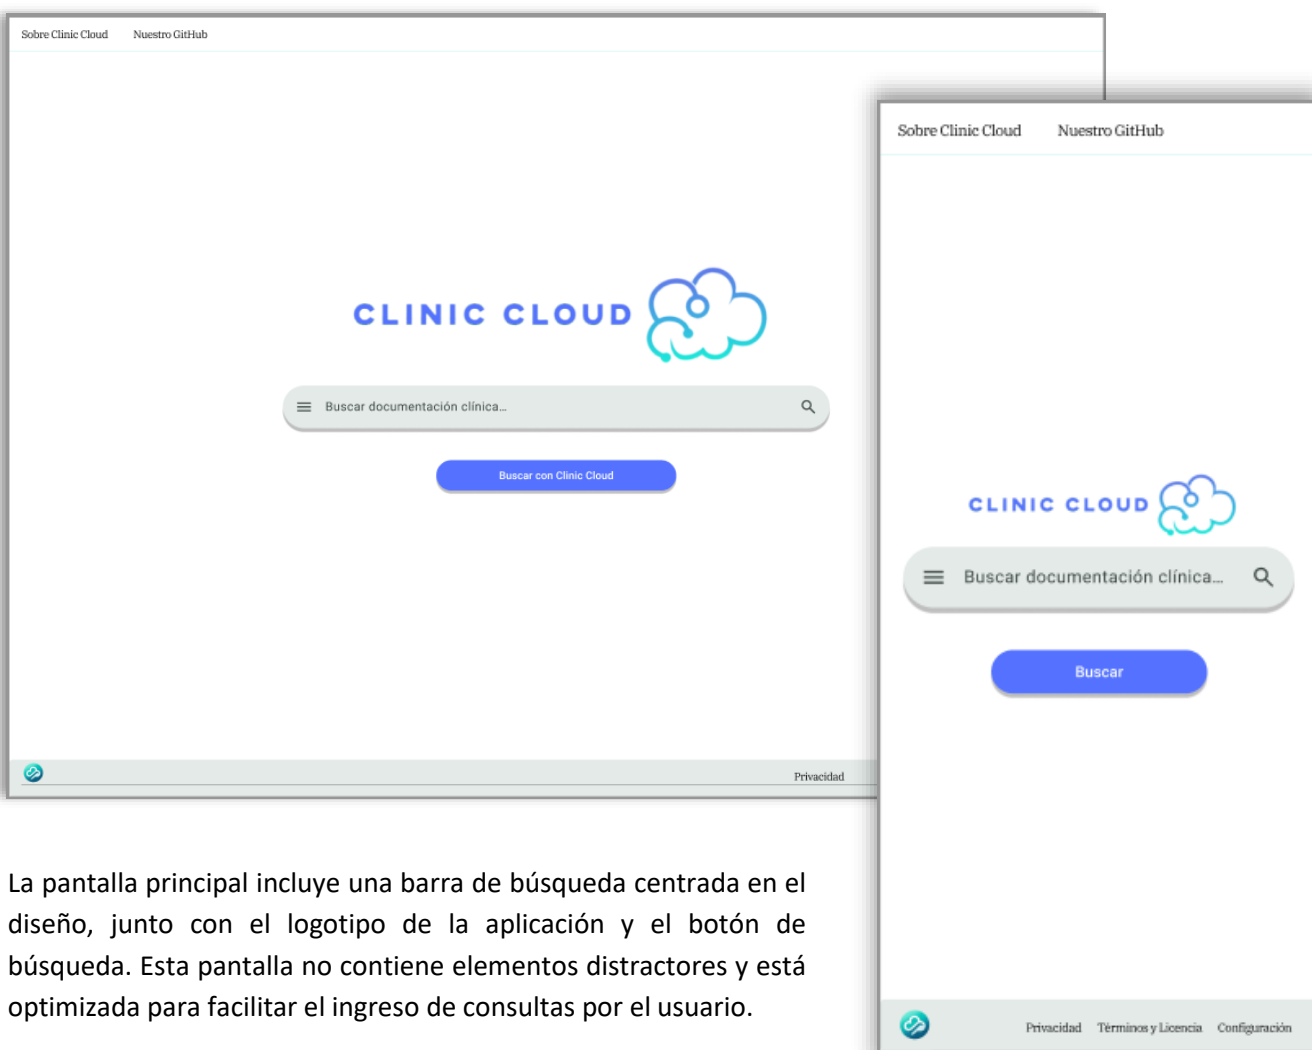 Sobre Clinic Cloud Nuestro GitHub
CLINIC CLOUD
Buscar documentación clínica...
Buscar con Clinic Cloud
Privacidad
Sobre Clinic Cloud Nuestro GitHub
CLINIC CLOUD
Buscar documentación clínica...
Buscar
Privacidad Términos y Licencia Configuración
La pantalla principal incluye una barra de búsqueda centrada en el
diseño, junto con el logotipo de la aplicación y el botón de
búsqueda. Esta pantalla no contiene elementos distractores y está
optimizada para facilitar el ingreso de consultas por el usuario.